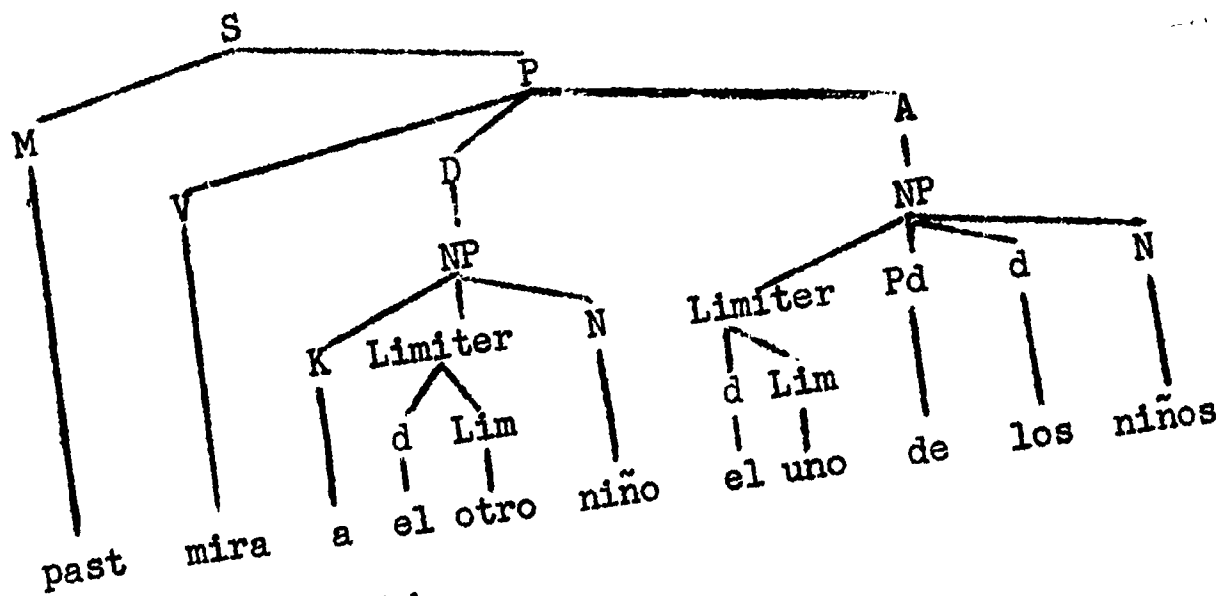 S
P
M A
V D NP
NP Limiter Pd d N
K Limiter N d Lim
d Lim
past mira a el otro niño el uno de los niños